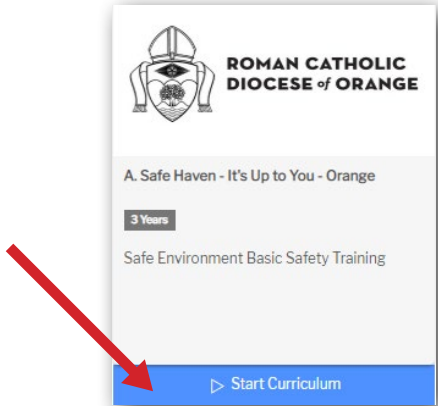 ROMAN CATHOLIC
DIOCESE of ORANGE
A. Safe Haven - It's Up to You - Orange
3 Years
Safe Environment Basic Safety Training
Start Curriculum